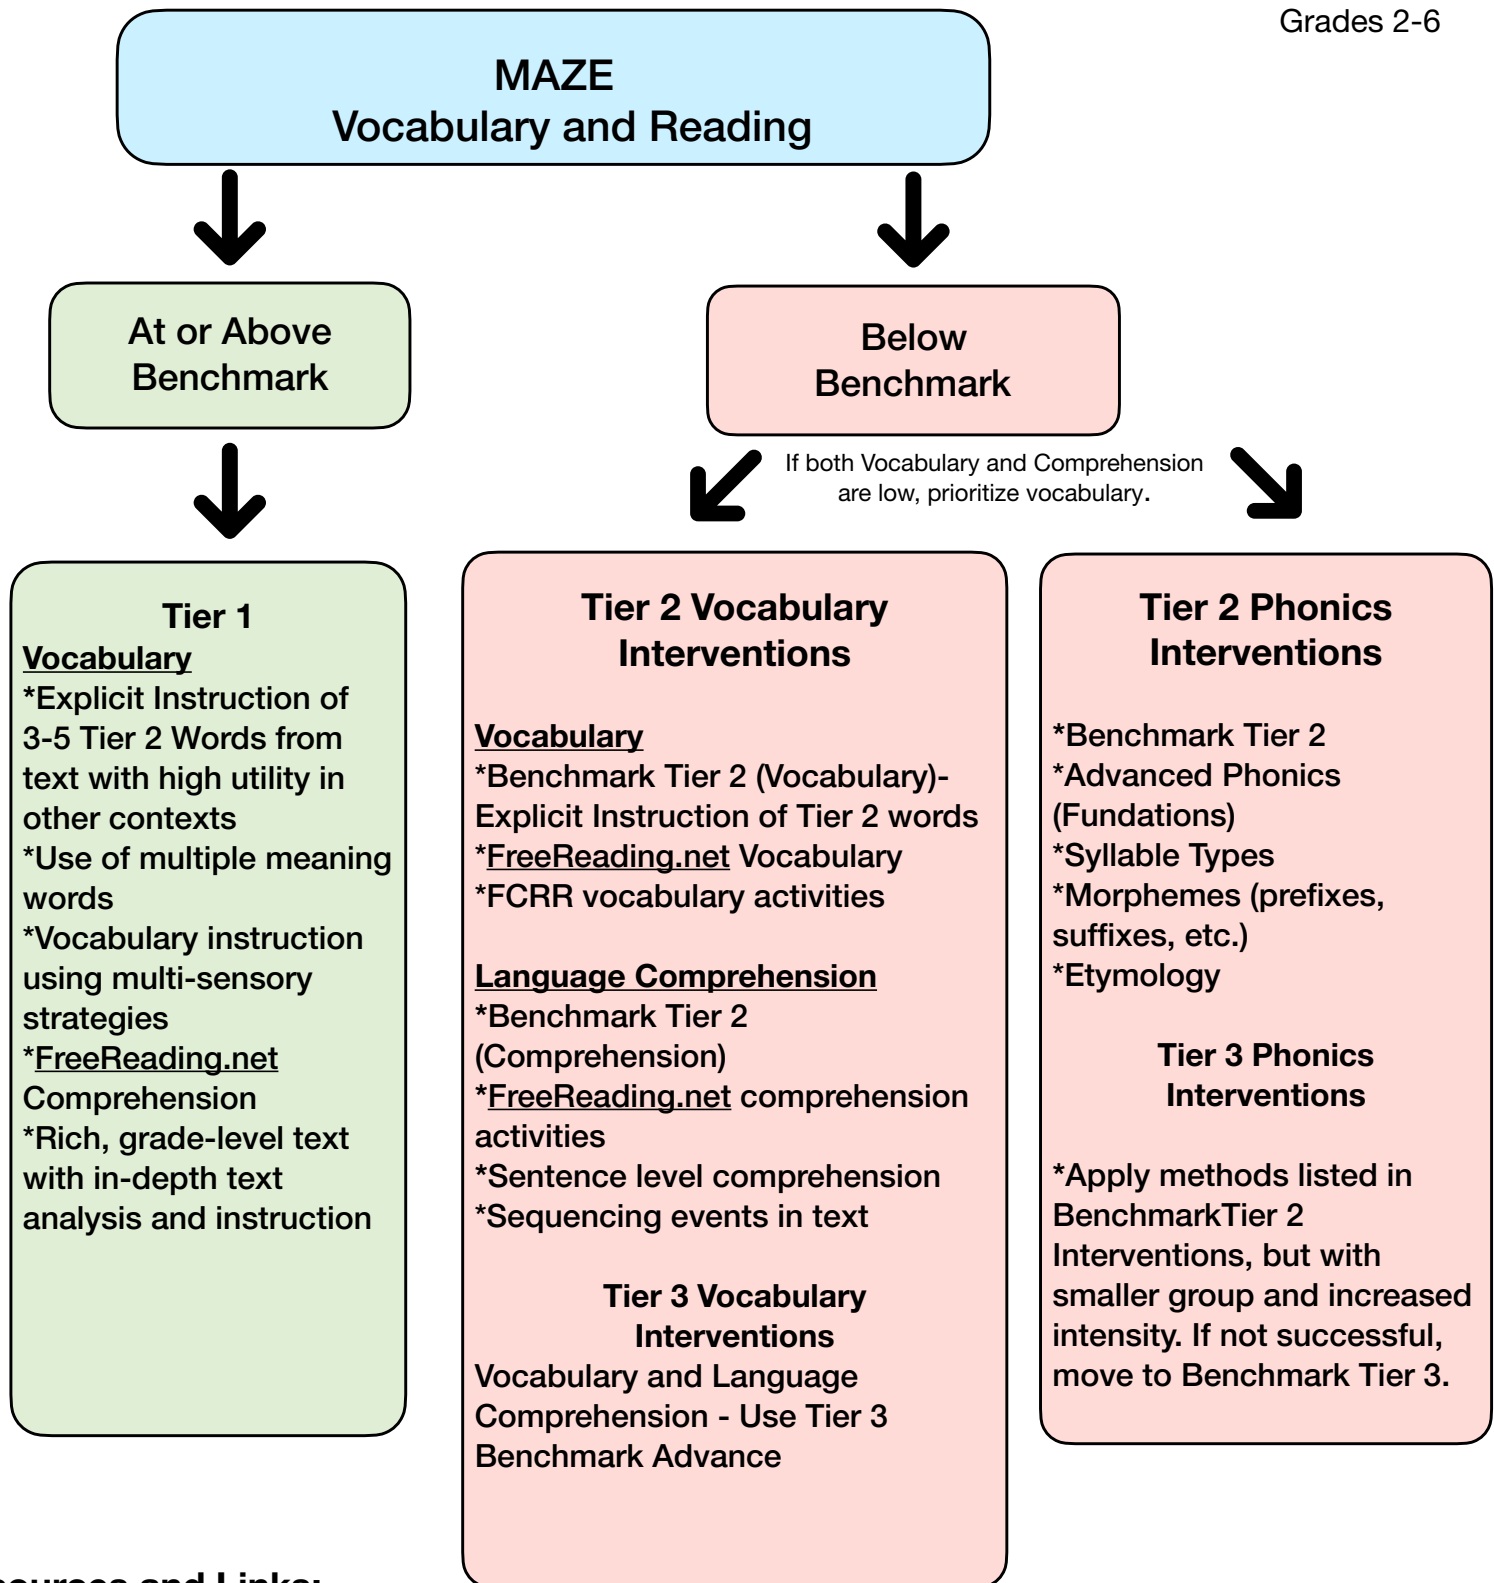 Grades 2-6
MAZE
Vocabulary and Reading
At or Above
Benchmark
Below
Benchmark
If both Vocabulary and Comprehension
are low, prioritize vocabulary.
Tier 1
Vocabulary
*Explicit Instruction of
3-5 Tier 2 Words from
text with high utility in
other contexts
*Use of multiple meaning
words
*Vocabulary instruction
using multi-sensory
strategies
*FreeReading.net
Comprehension
*Rich, grade-level text
with in-depth text
analysis and instruction
Tier 2 Vocabulary
Interventions
Vocabulary
*Benchmark Tier 2 (Vocabulary)-
Explicit Instruction of Tier 2 words
*FreeReading.net Vocabulary
*FCRR vocabulary activities
Language Comprehension
*Benchmark Tier 2
(Comprehension)
*FreeReading.net comprehension
activities
*Sentence level comprehension
*Sequencing events in text
Tier 3 Vocabulary
Interventions
Vocabulary and Language
Comprehension - Use Tier 3
Benchmark Advance
Tier 2 Phonics
Interventions
*Benchmark Tier 2
*Advanced Phonics
(Fundations)
*Syllable Types
*Morphemes (prefixes,
suffixes, etc.)
*Etymology
Tier 3 Phonics
Interventions
*Apply methods listed in
BenchmarkTier 2
Interventions, but with
smaller group and increased
intensity. If not successful,
move to Benchmark Tier 3.
and Links: